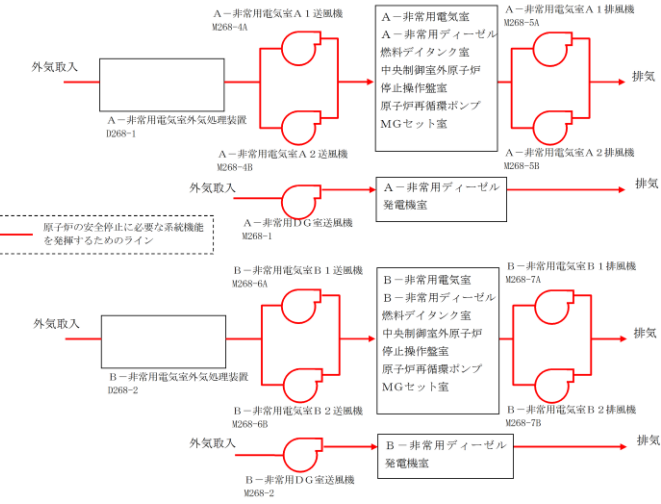 A－非常用電気室A1送風機
M268-4A
A－非常用電気室
A－非常用ディーゼル
燃料デイタンク室
中央制御室外原子炉
停止操作盤室
原子炉再循環ポンプ
MGセット室
A－非常用電気室A1排風機
M268-5A
外気取入
排気
A－非常用電気室外気処理装置
D268-1
A－非常用電気室A2送風機
M268-4B
A－非常用電気室A2排風機
M268-5B
外気取入
A－非常用ディーゼル
発電機室
排気
A－非常用DG室送風機
M268-1
原子炉の安全停止に必要な系統機能
を発揮するためのライン
B－非常用電気室B1送風機
M268-6A
B－非常用電気室
B－非常用ディーゼル
燃料デイタンク室
中央制御室外原子炉
停止操作盤室
原子炉再循環ポンプ
MGセット室
B－非常用電気室B1排風機
M268-7A
外気取入
排気
B－非常用電気室外気処理装置
D268-2
B－非常用電気室B2送風機
M268-6B
B－非常用電気室B2排風機
M268-7B
外気取入
B－非常用ディーゼル
発電機室
排気
B－非常用DG室送風機
M268-2